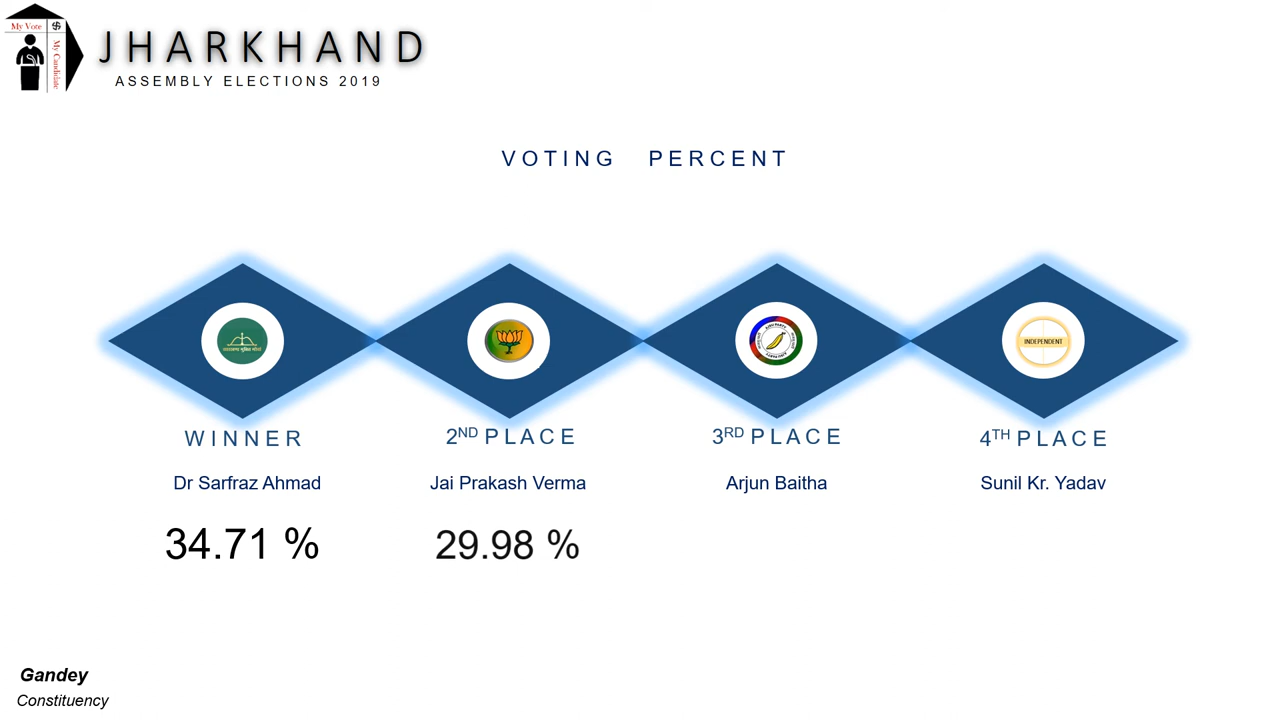 My Vote
My Candidate
JHARKHAND
ASSEMBLY ELECTIONS 2019
VOTING PERCENT
INDEPENDENT
WINNER
2ND PLACE
3RD PLACE
4TH PLACE
Dr Sarfraz Ahmad
Jai Prakash Verma
Arjun Baitha
Sunil Kr. Yadav
34.71 %
29.98 %
Gandey
Constituency